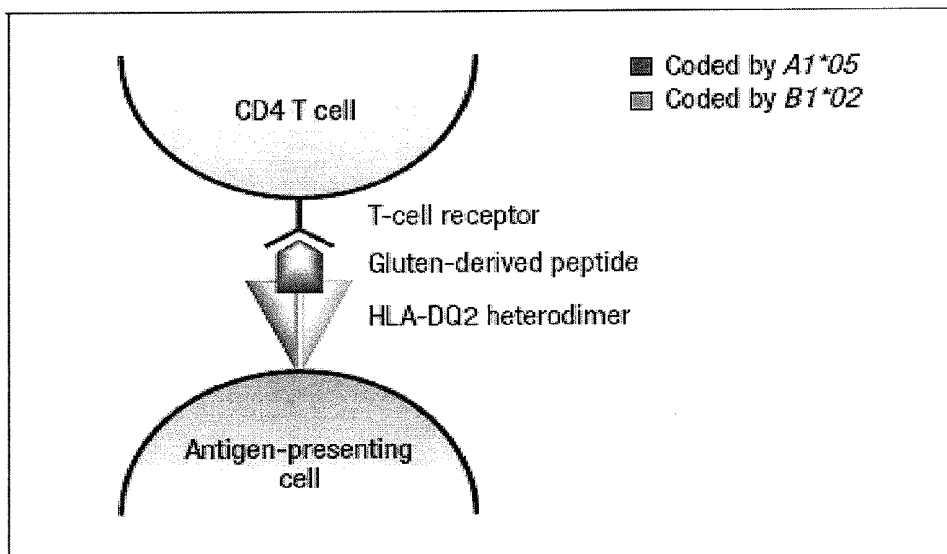 Coded by A1*05
Coded by B1*02
CD4 T cell
T-cell receptor
Gluten-derived peptide
HLA-DQ2 heterodimer
Antigen-presenting
cell